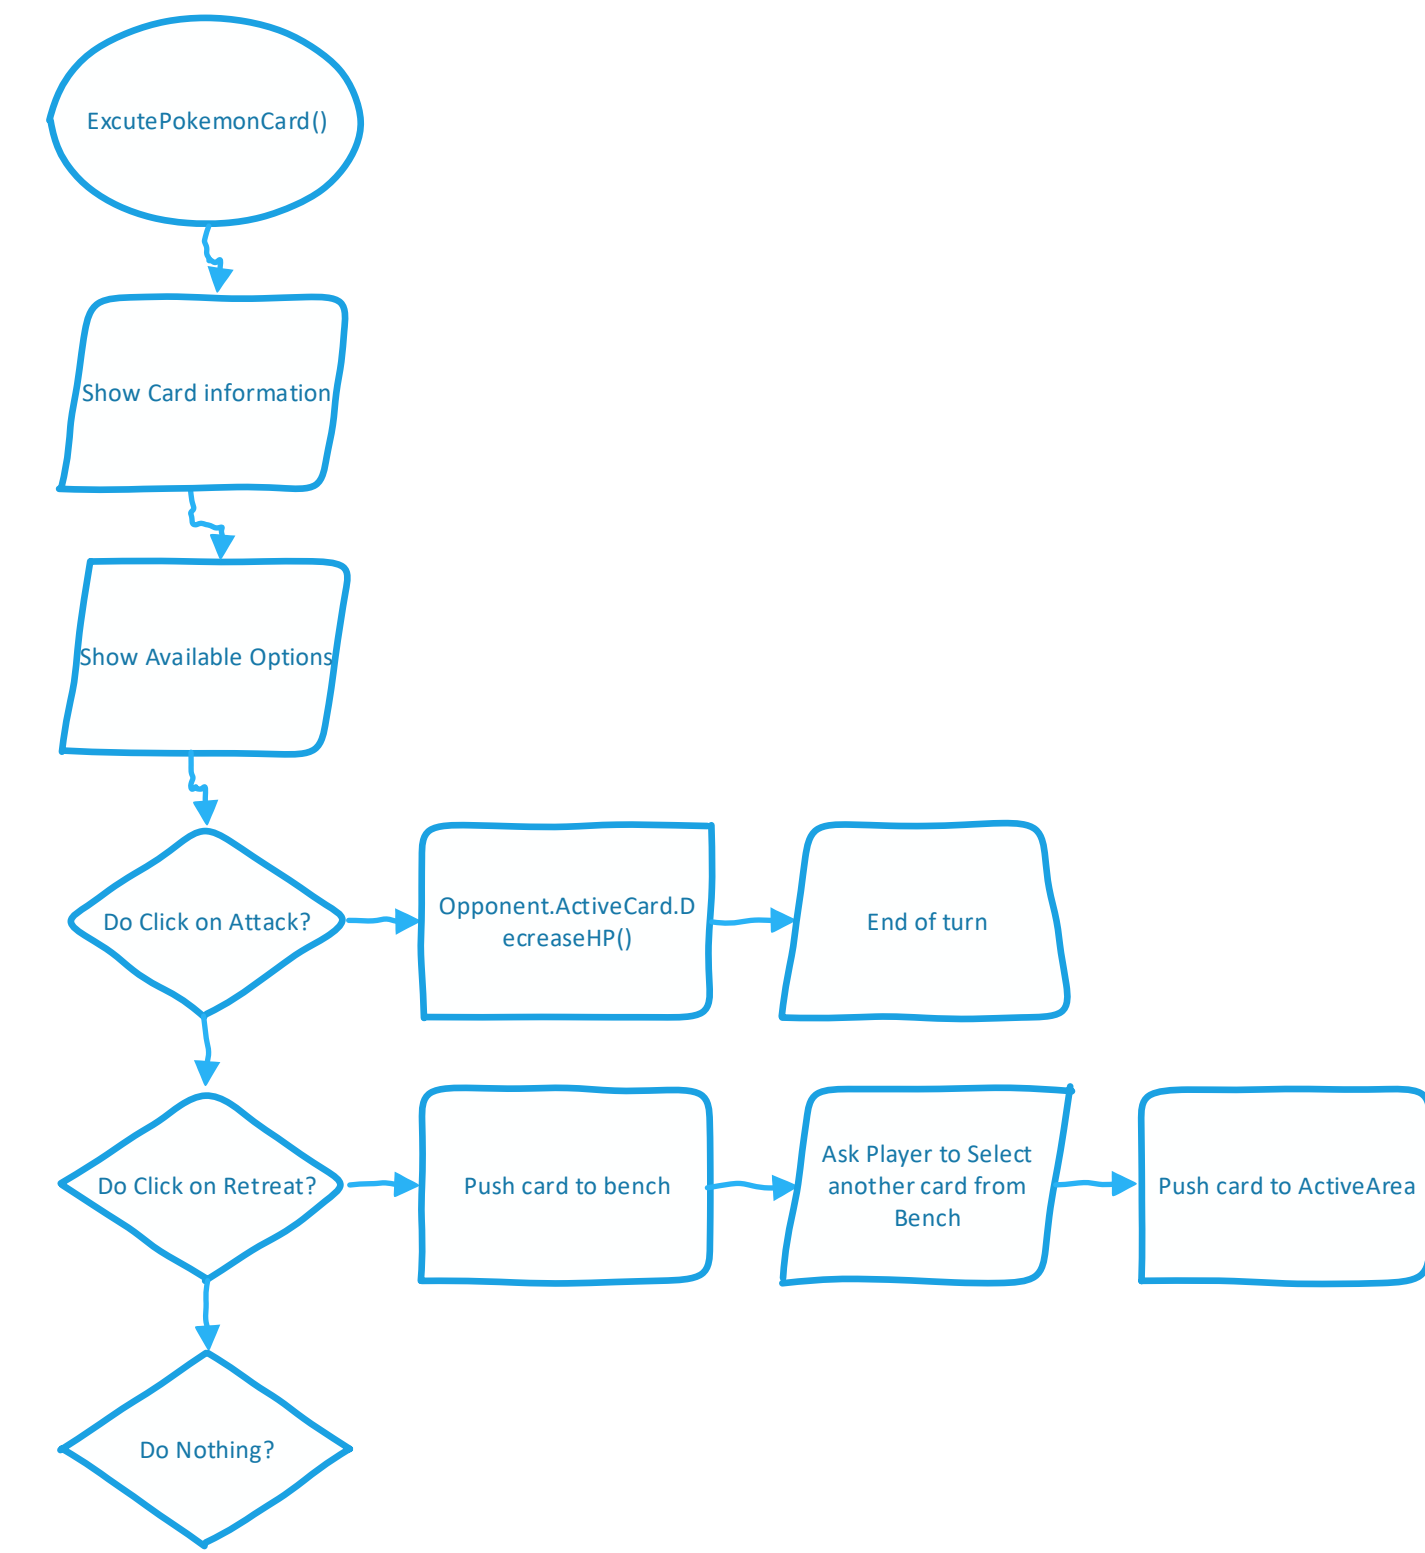 ExcutePokemonCard()
Show Card information
Show Available Options
Do Click on Attack?
Opponent.ActiveCard.D
ecreaseHP()
End of turn
Do Click on Retreat?
Push card to bench
Ask Player to Select
another card from
Bench
Push card to ActiveArea
Do Nothing?